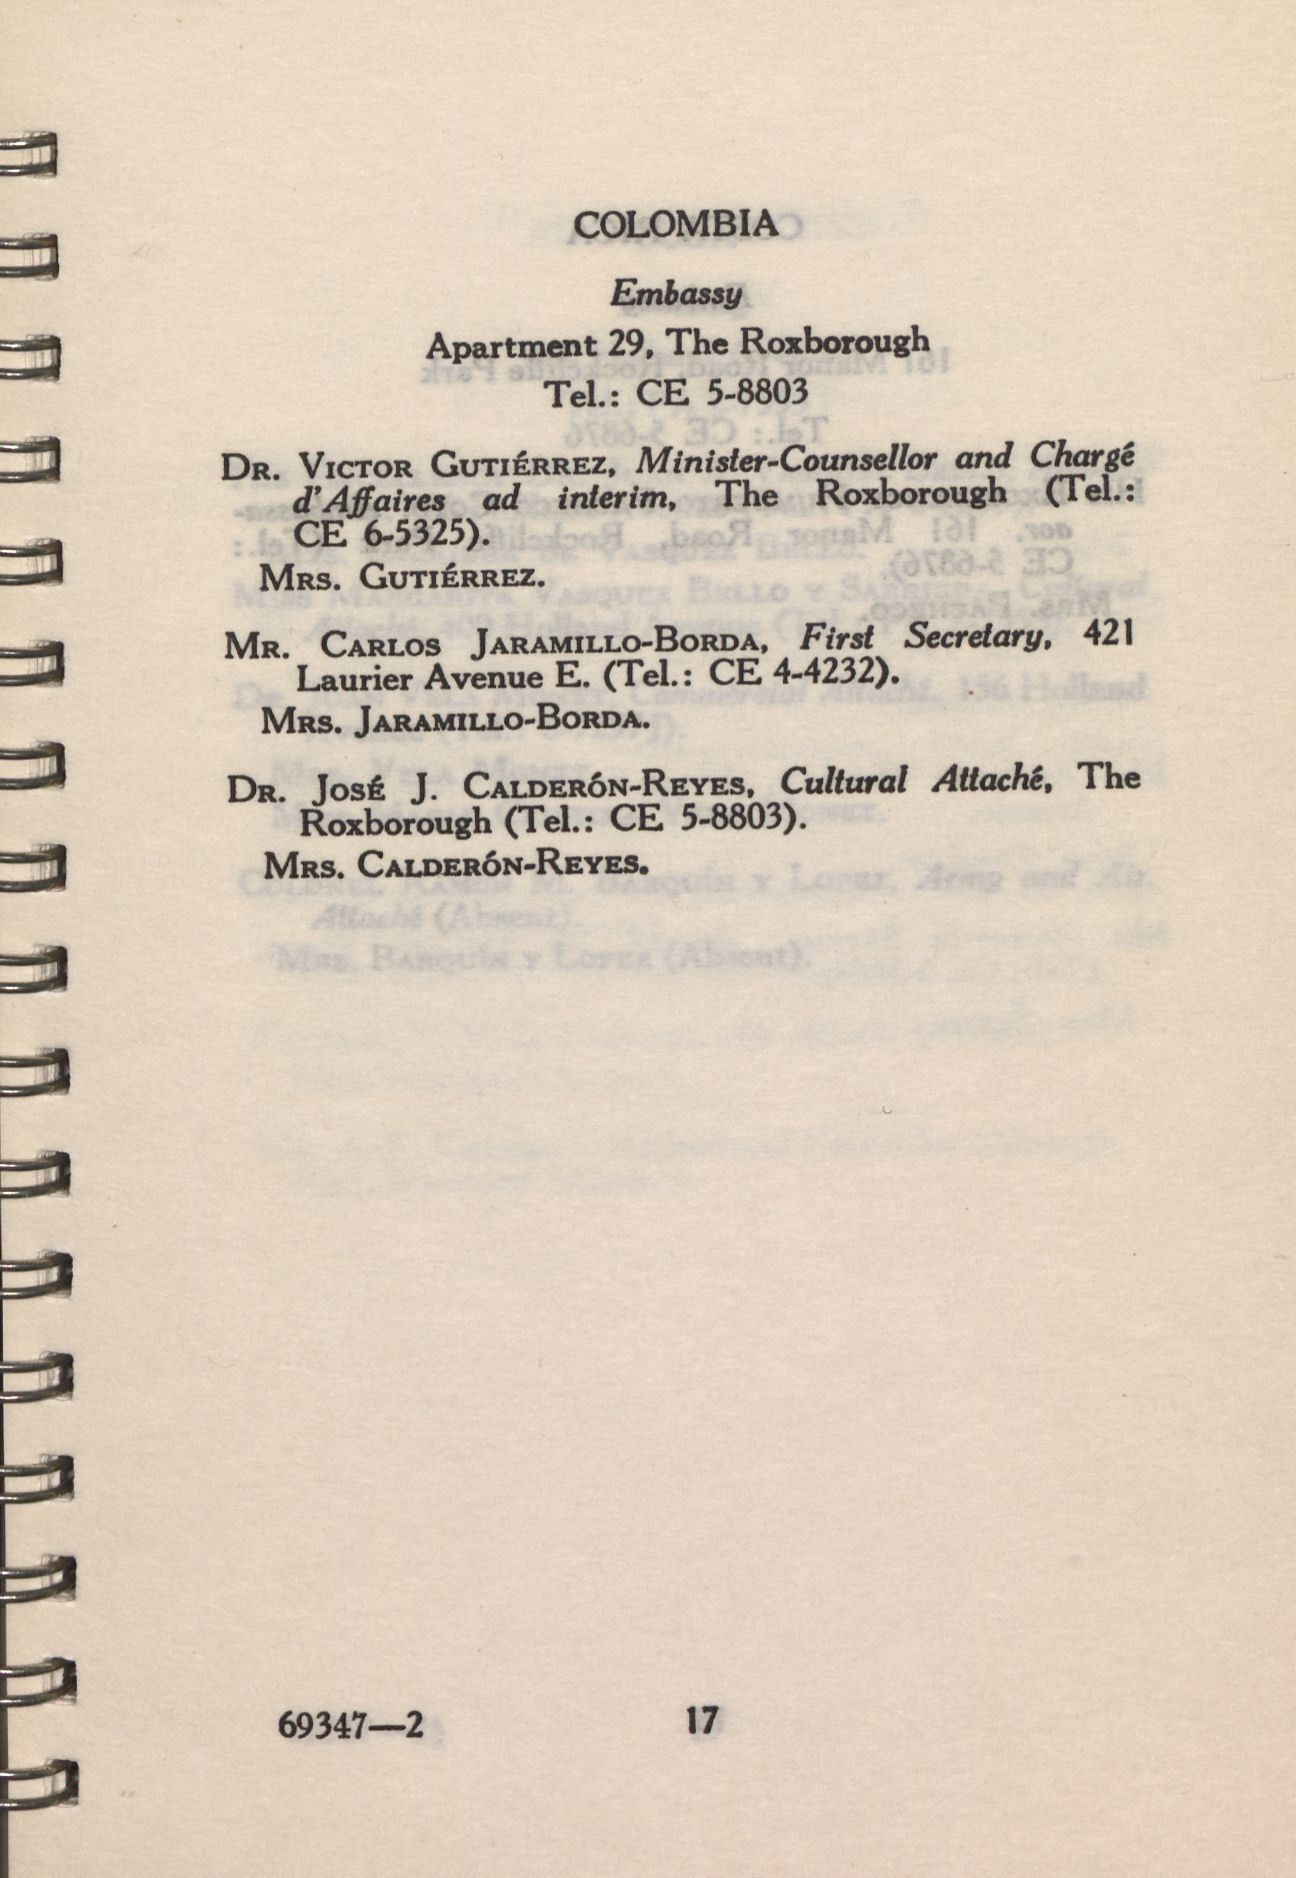 COLOMBIA
Embassy
Apartment 29, The Roxborough
Tel.: CE 5-8803
DR. VICTOR GUTIÉRREZ, Minister-Counsellor and Chargé
d'Affaires ad interim, The Roxborough (Tel.:
CE 6-5325).
MRS. GUTIÉRREZ.
MR. CARLOS JARAMILLO-BORDA, First Secretary, 421
Laurier Avenue E. (Tel.: CE 4-4232).
MRS. JARAMILLO-BORDA.
DR. JOSÉ J. CALDERÓN-REYES, Cultural Attaché, The
Roxborough (Tel.: CE 5-8803).
MRS. CALDERÓN-REYES.
69347—2 17